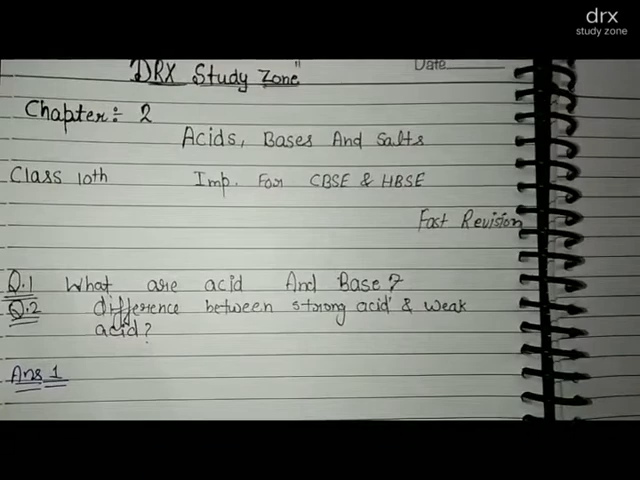 drx
study zone
"DRX Study Zone"
Date
Chapter÷ 2
Acids, Bases And Salts
Class 10th Imp. For CBSE & HBSE
Fast Revision
Q.1 What are acid And Base?
Q.2 difference between strong acid & weak
acid?
Ans 1